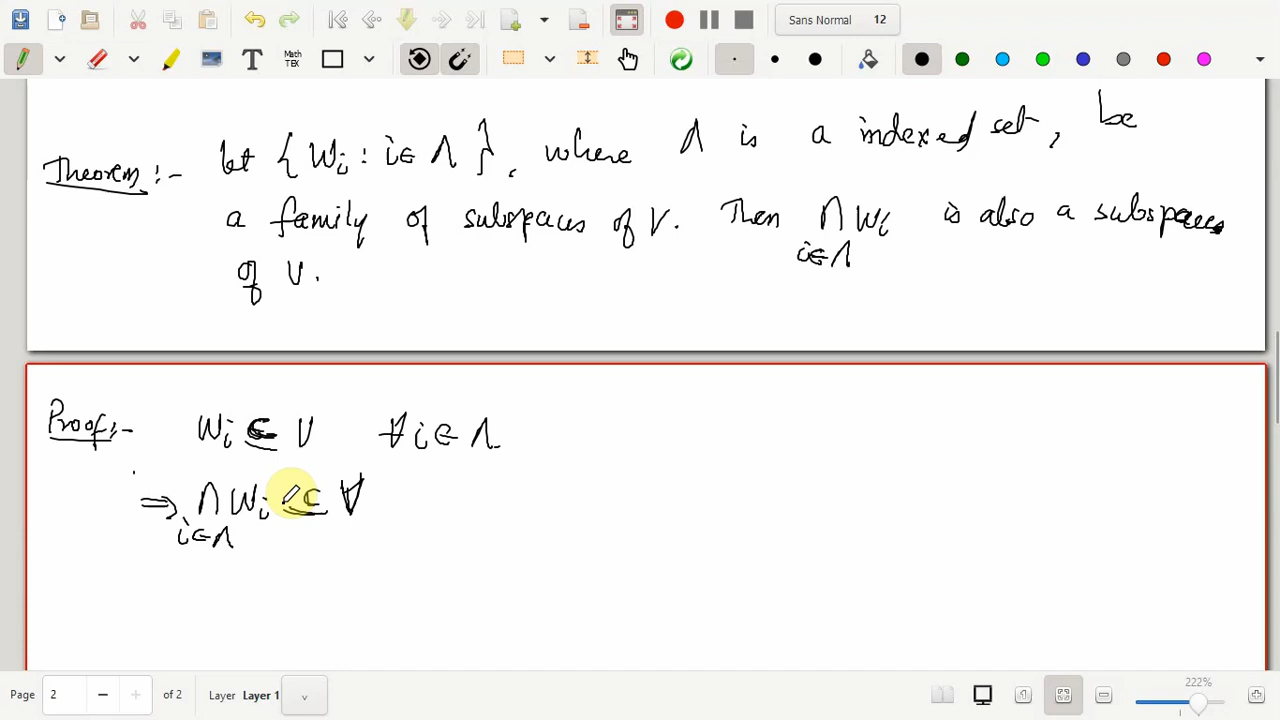 Sans Normal 12
T Math TEX
Theorem :- let { Wi : i ∈ Λ }, where Λ is a indexed set, be
a family of subspaces of V. Then ∩ Wi is also a subspaces
i∈Λ
of V.
Proof :- Wi ⊆ V ∀ i ∈ Λ
⇒ ∩ Wi ⊆ V
i∈Λ
Page 2 of 2 Layer Layer 1 222%